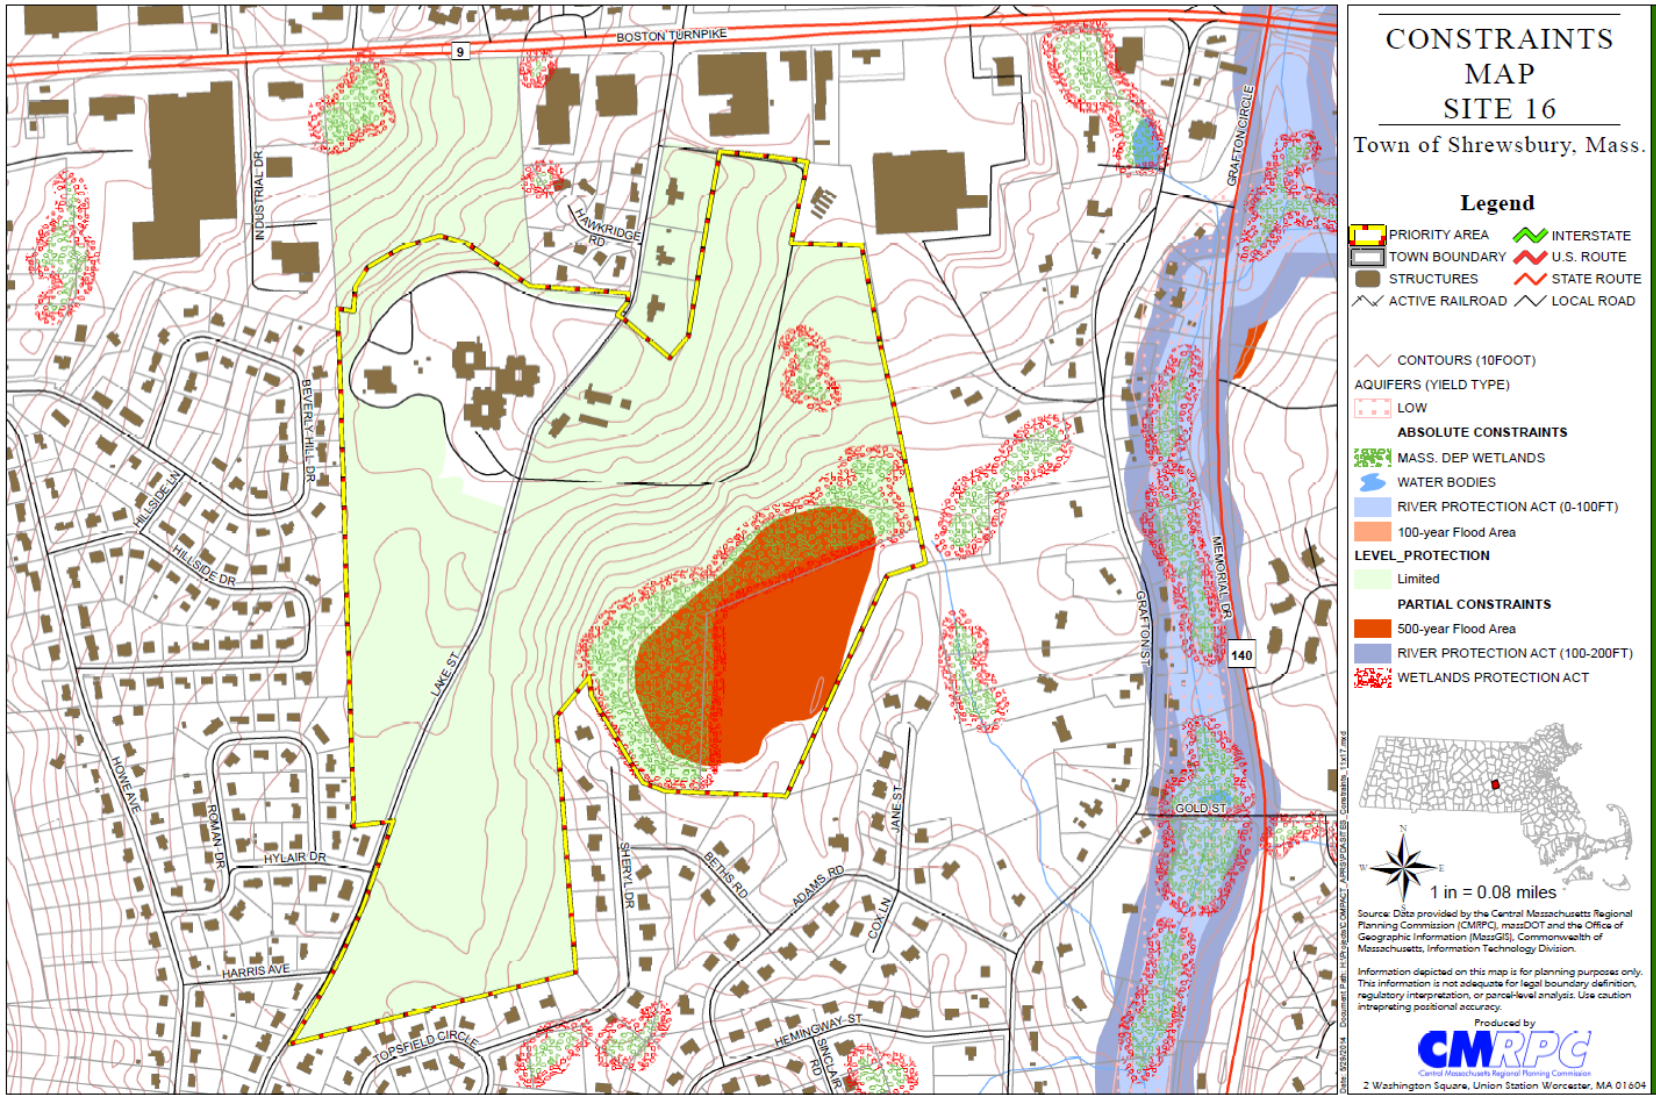 BOSTON TURNPIKE
9
INDUSTRIAL DR
HAWKRIDGE
RD
GRAFTON CIRCLE
BEVERLY HILL DR
HILLSIDE LN
HILLSIDE DR
LAKE ST
HOWE AVE
ROMAN DR
HYLAIR DR
HARRIS AVE
TOPSFIELD CIRCLE
SHERYL DR
BETHS RD
ADAMS RD
COX LN
JANE ST
HEMINGWAY ST
SINCLAIR
RD
GRAFTON ST
MEMORIAL DR
140
GOLD ST
CONSTRAINTS
MAP
SITE 16
Town of Shrewsbury, Mass.
Legend
PRIORITY AREA
INTERSTATE
TOWN BOUNDARY
U.S. ROUTE
STRUCTURES
STATE ROUTE
ACTIVE RAILROAD
LOCAL ROAD
CONTOURS (10FOOT)
AQUIFERS (YIELD TYPE)
LOW
ABSOLUTE CONSTRAINTS
MASS. DEP WETLANDS
WATER BODIES
RIVER PROTECTION ACT (0-100FT)
100-year Flood Area
LEVEL_PROTECTION
Limited
PARTIAL CONSTRAINTS
500-year Flood Area
RIVER PROTECTION ACT (100-200FT)
WETLANDS PROTECTION ACT
N
W
E
S
1 in = 0.08 miles
Source: Data provided by the Central Massachusetts Regional
Planning Commission (CMRPC), massDOT and the Office of
Geographic Information (MassGIS), Commonwealth of
Massachusetts, Information Technology Division.
Information depicted on this map is for planning purposes only.
This information is not adequate for legal boundary definition,
regulatory interpretation, or parcel-level analysis. Use caution
intrepreting positional accuracy.
Produced by
CMRPC
Central Massachusetts Regional Planning Commission
2 Washington Square, Union Station Worcester, MA 01604